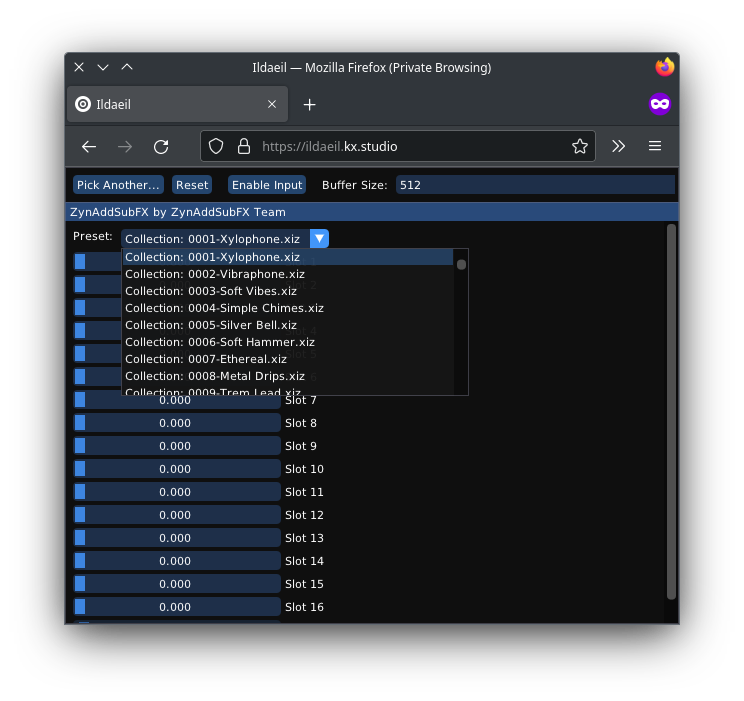 Ildaeil — Mozilla Firefox (Private Browsing)
Ildaeil
https://ildaeil.kx.studio
Pick Another... Reset Enable Input Buffer Size: 512
ZynAddSubFX by ZynAddSubFX Team
Preset: Collection: 0001-Xylophone.xiz
Collection: 0001-Xylophone.xiz
Collection: 0002-Vibraphone.xiz
Collection: 0003-Soft Vibes.xiz
Collection: 0004-Simple Chimes.xiz
Collection: 0005-Silver Bell.xiz
Collection: 0006-Soft Hammer.xiz
Collection: 0007-Ethereal.xiz
Collection: 0008-Metal Drips.xiz
Collection: 0009-Trem Lead.xiz
0.000 Slot 7
0.000 Slot 8
0.000 Slot 9
0.000 Slot 10
0.000 Slot 11
0.000 Slot 12
0.000 Slot 13
0.000 Slot 14
0.000 Slot 15
0.000 Slot 16